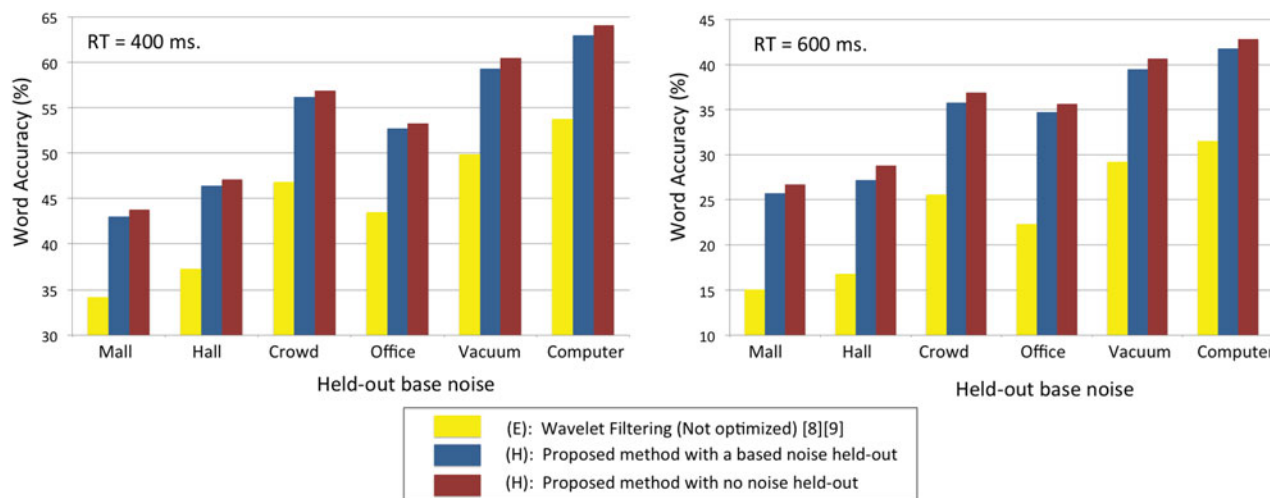 RT = 400 ms.
Word Accuracy (%)
65
60
55
50
45
40
35
30
Mall Hall Crowd Office Vacuum Computer
Held-out base noise
RT = 600 ms.
Word Accuracy (%)
45
40
35
30
25
20
15
10
Mall Hall Crowd Office Vacuum Computer
Held-out base noise
(E): Wavelet Filtering (Not optimized) [8][9]
(H): Proposed method with a based noise held-out
(H): Proposed method with no noise held-out